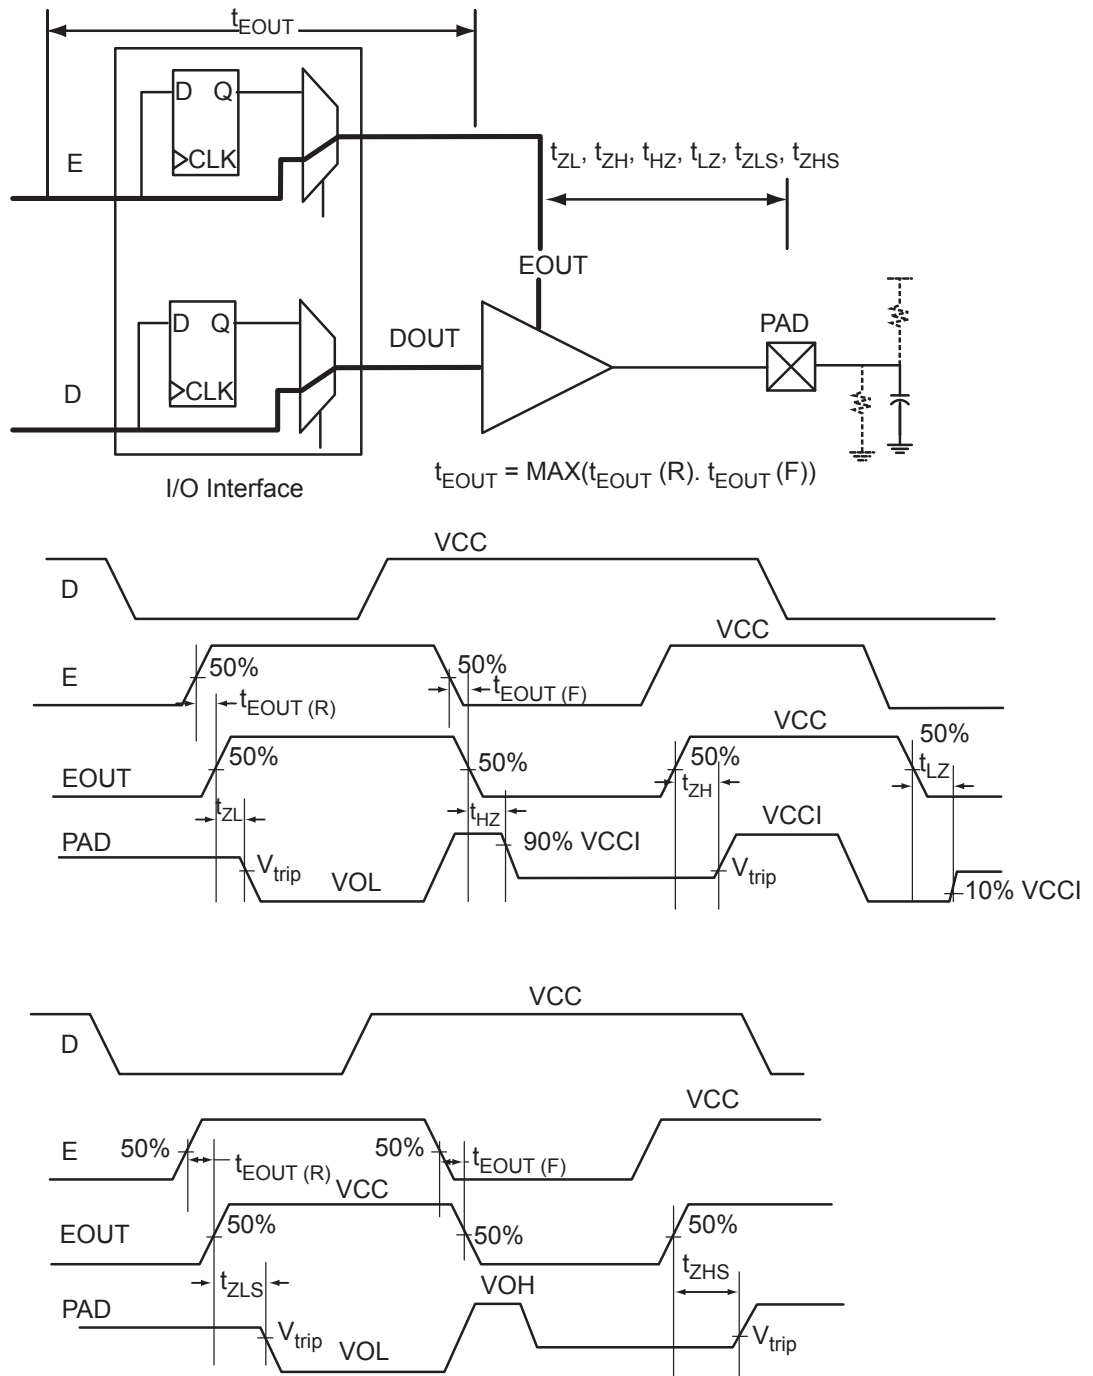 tEOUT
D Q
CLK
E
tZL, tZH, tHZ, tLZ, tZLS, tZHS
EOUT
D Q
CLK
D
DOUT
PAD
I/O Interface
tEOUT = MAX(tEOUT (R). tEOUT (F))
D
VCC
E
50%
tEOUT (R)
50%
tEOUT (F)
VCC
EOUT
50%
50%
VCC
50%
50%
tZL
tHZ
tZH
tLZ
PAD
Vtrip
VOL
90% VCCI
Vtrip
VCCI
10% VCCI
D
VCC
E
50%
tEOUT (R)
50%
tEOUT (F)
VCC
EOUT
50%
VCC
50%
50%
tZLS
tZHS
PAD
Vtrip
VOL
VOH
Vtrip